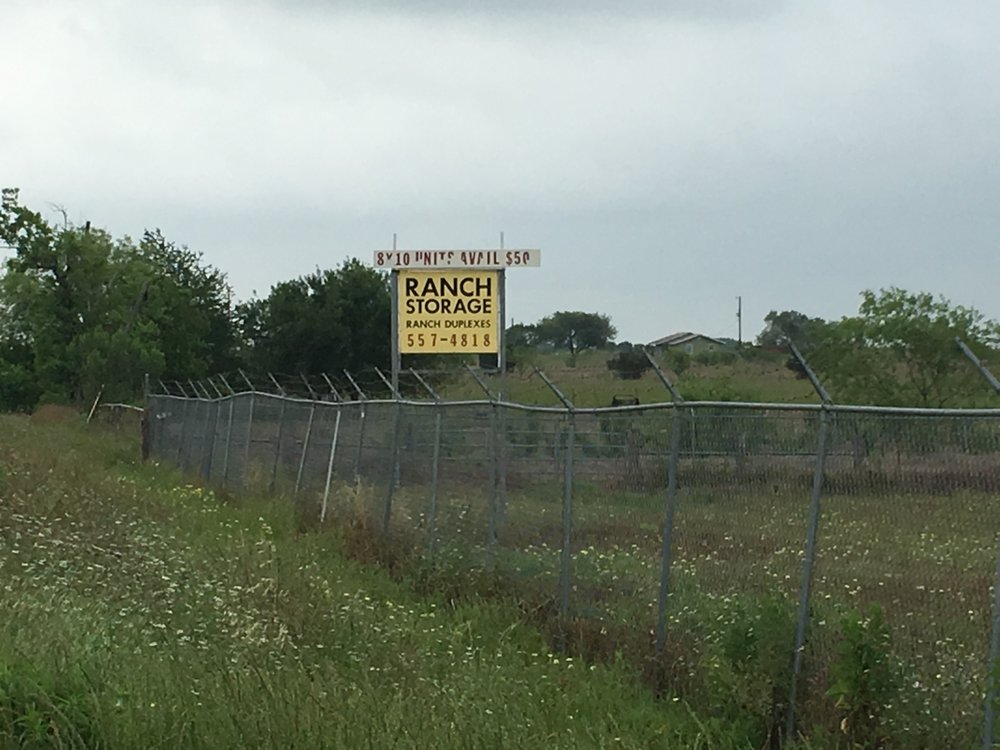 8X10 UNITS AVAIL $50
RANCH
STORAGE
RANCH DUPLEXES
557-4818